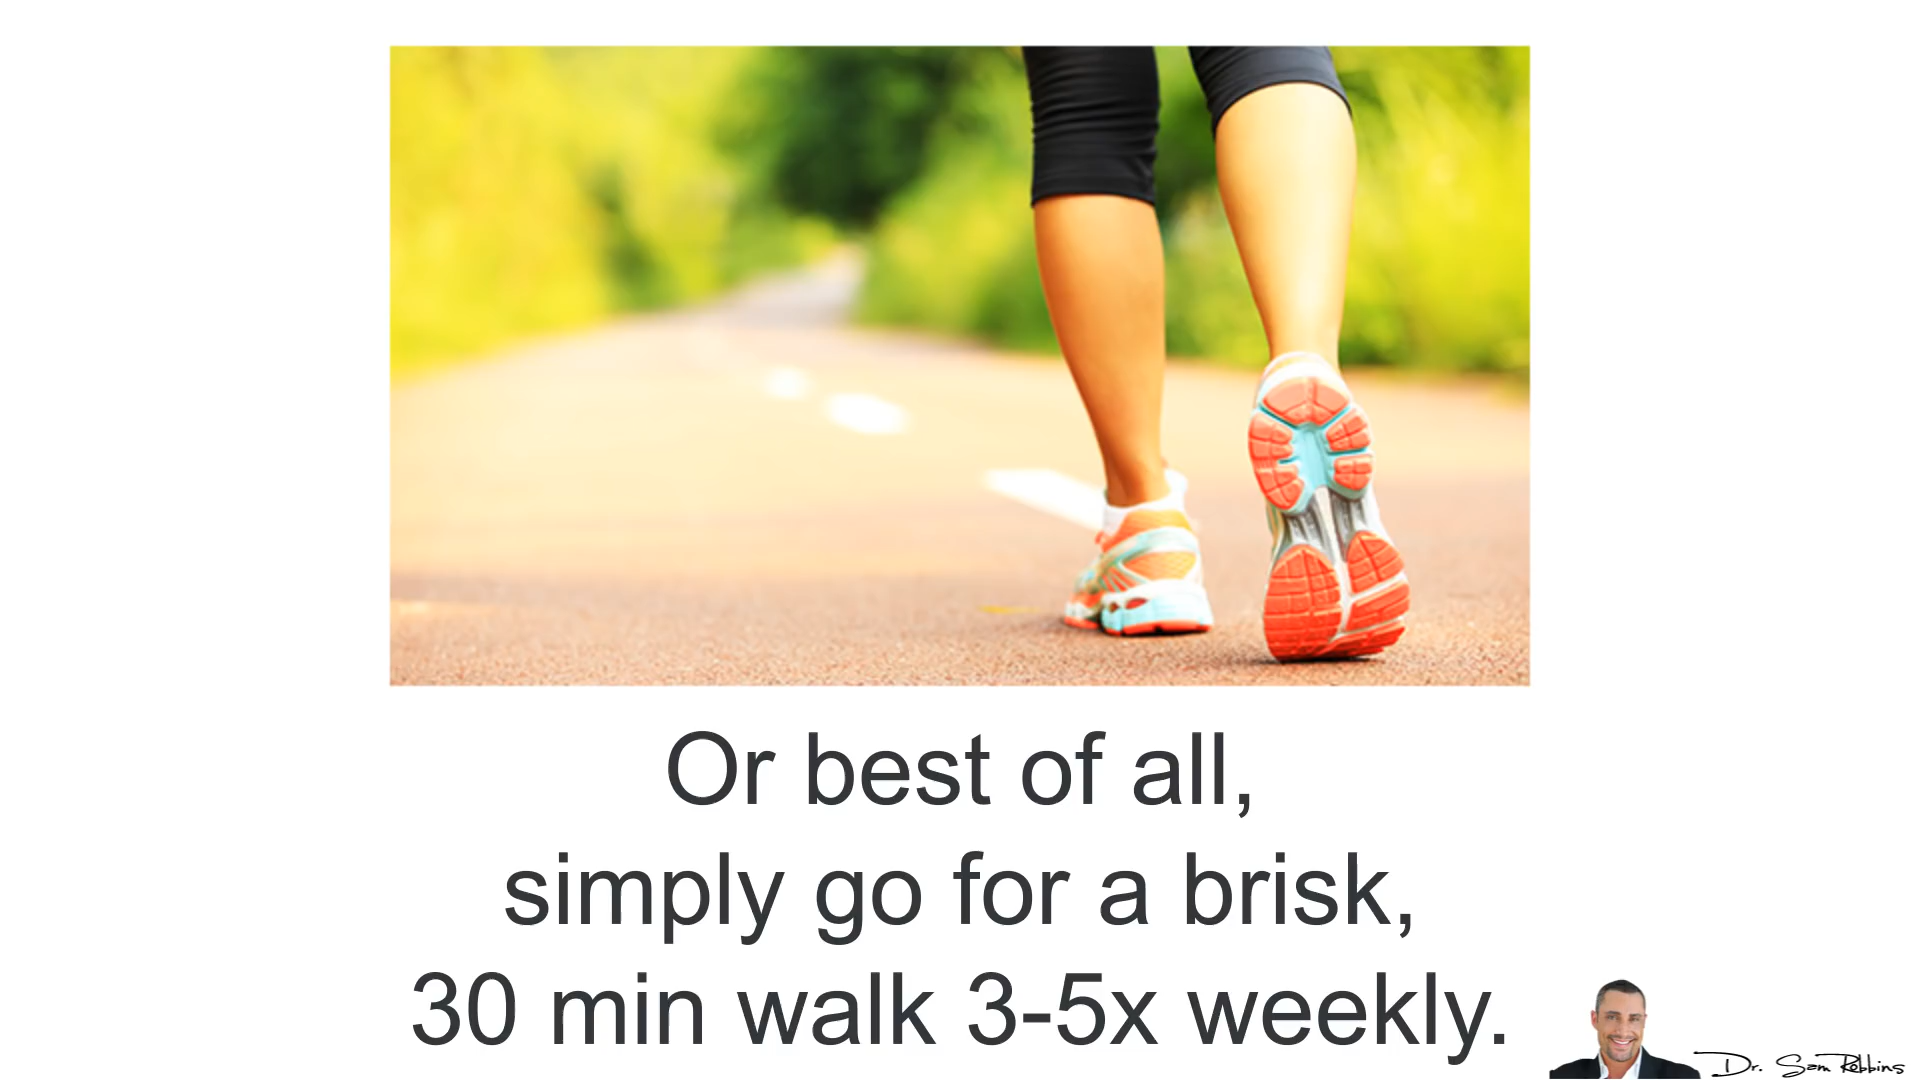 Or best of all,
simply go for a brisk,
30 min walk 3-5x weekly.
Dr. Sam Robbins